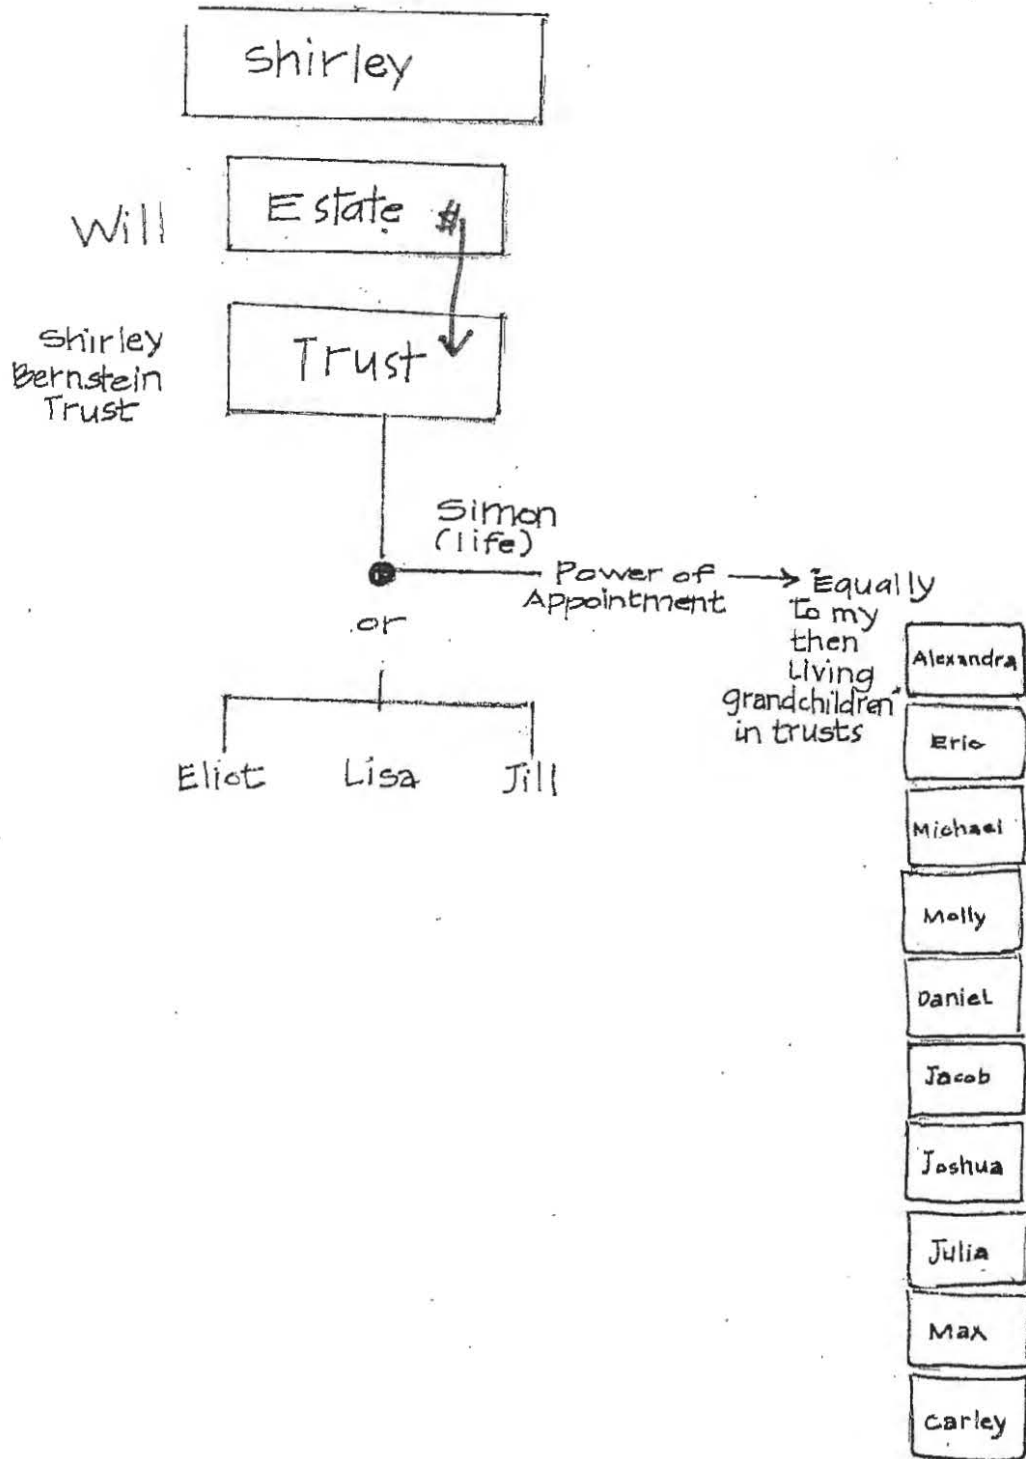 Shirley
Will
Estate $
Shirley
Bernstein
Trust
Trust
Simon
(life)
Power of
Appointment
or
Eliot Lisa Jill
"Equally
to my
then
Living
grandchildren"
in trusts
Alexandra
Eric
Michael
Molly
Daniel
Jacob
Joshua
Julia
Max
Carley